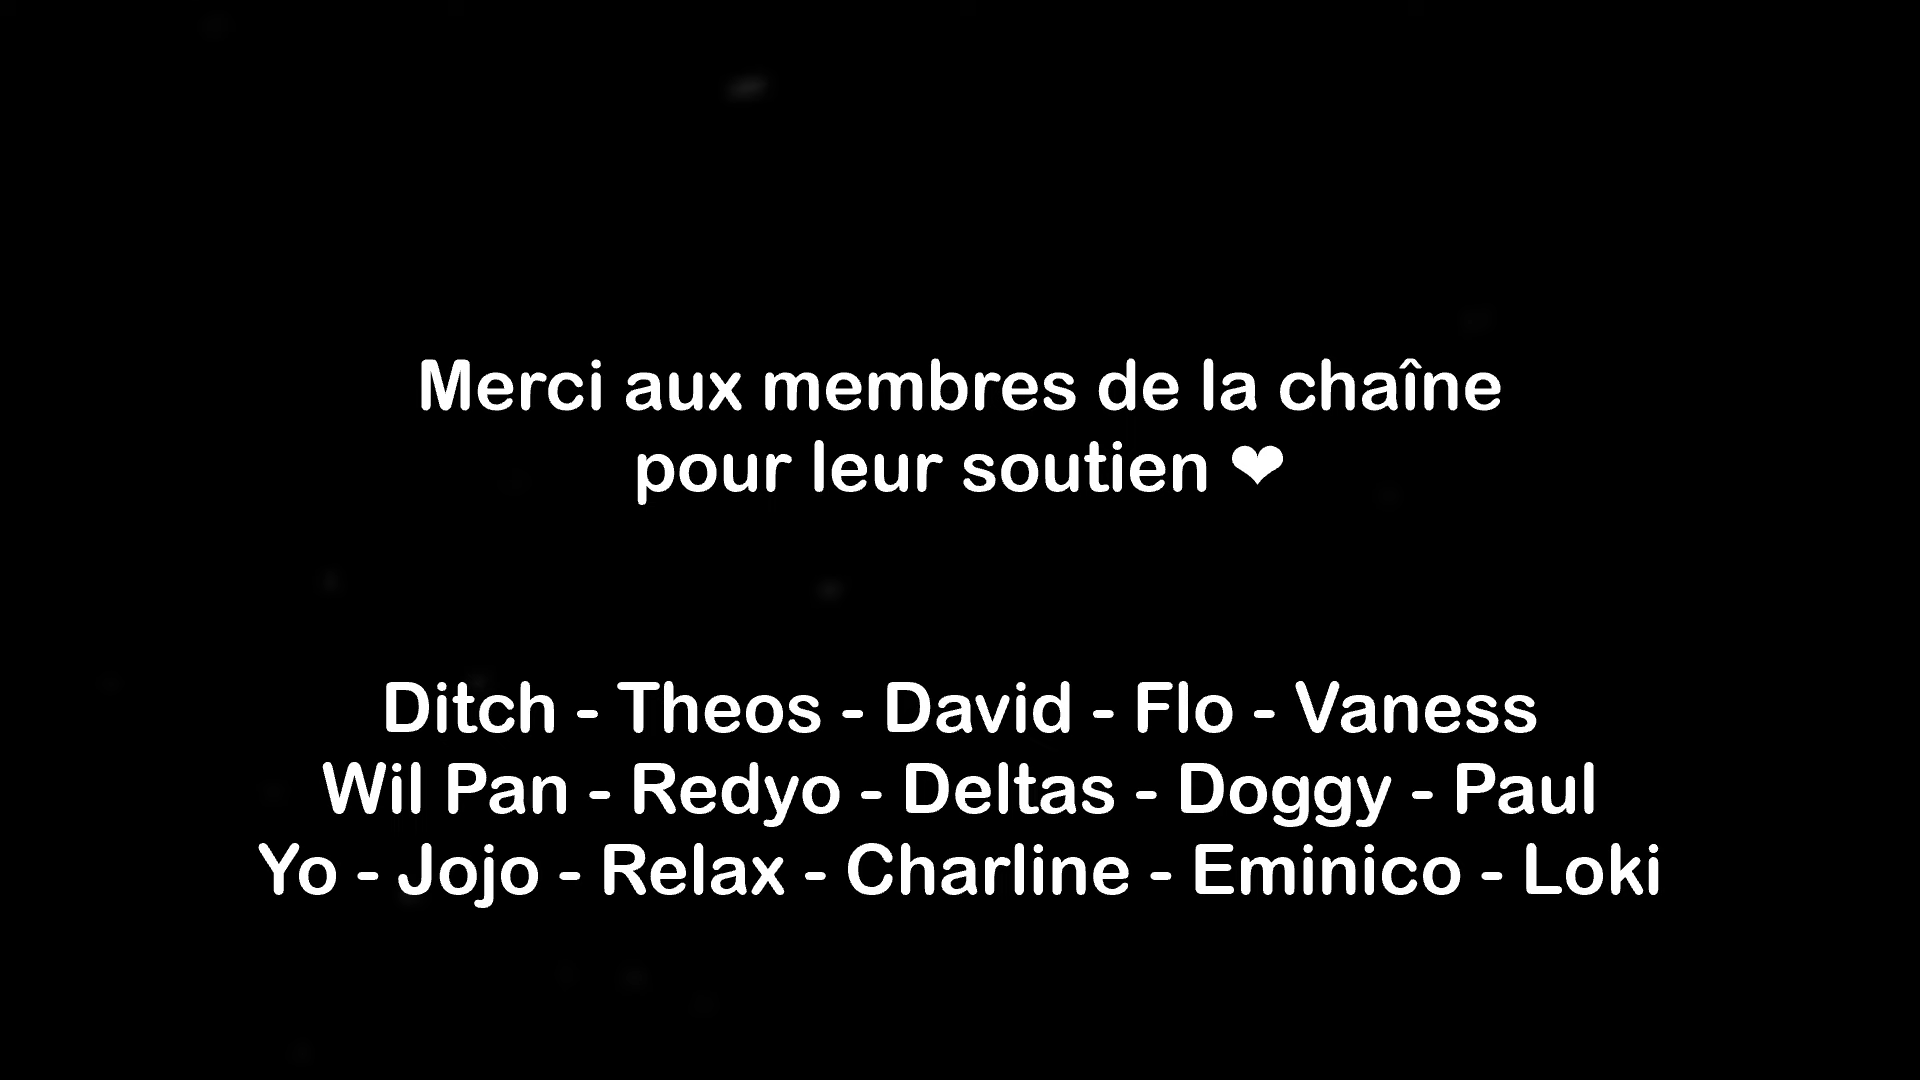 Merci aux membres de la chaîne
pour leur soutien ❤
Ditch - Theos - David - Flo - Vaness
Wil Pan - Redyo - Deltas - Doggy - Paul
Yo - Jojo - Relax - Charline - Eminico - Loki